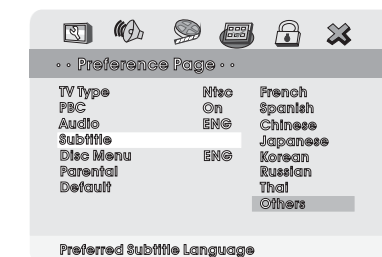 •• Preference Page ••
TV Type Ntsc French
PBC On Spanish
Audio ENG Chinese
Subtitle Japanese
Disc Menu ENG Korean
Parental Russian
Default Thai
Others
Preferred Subtitle Language